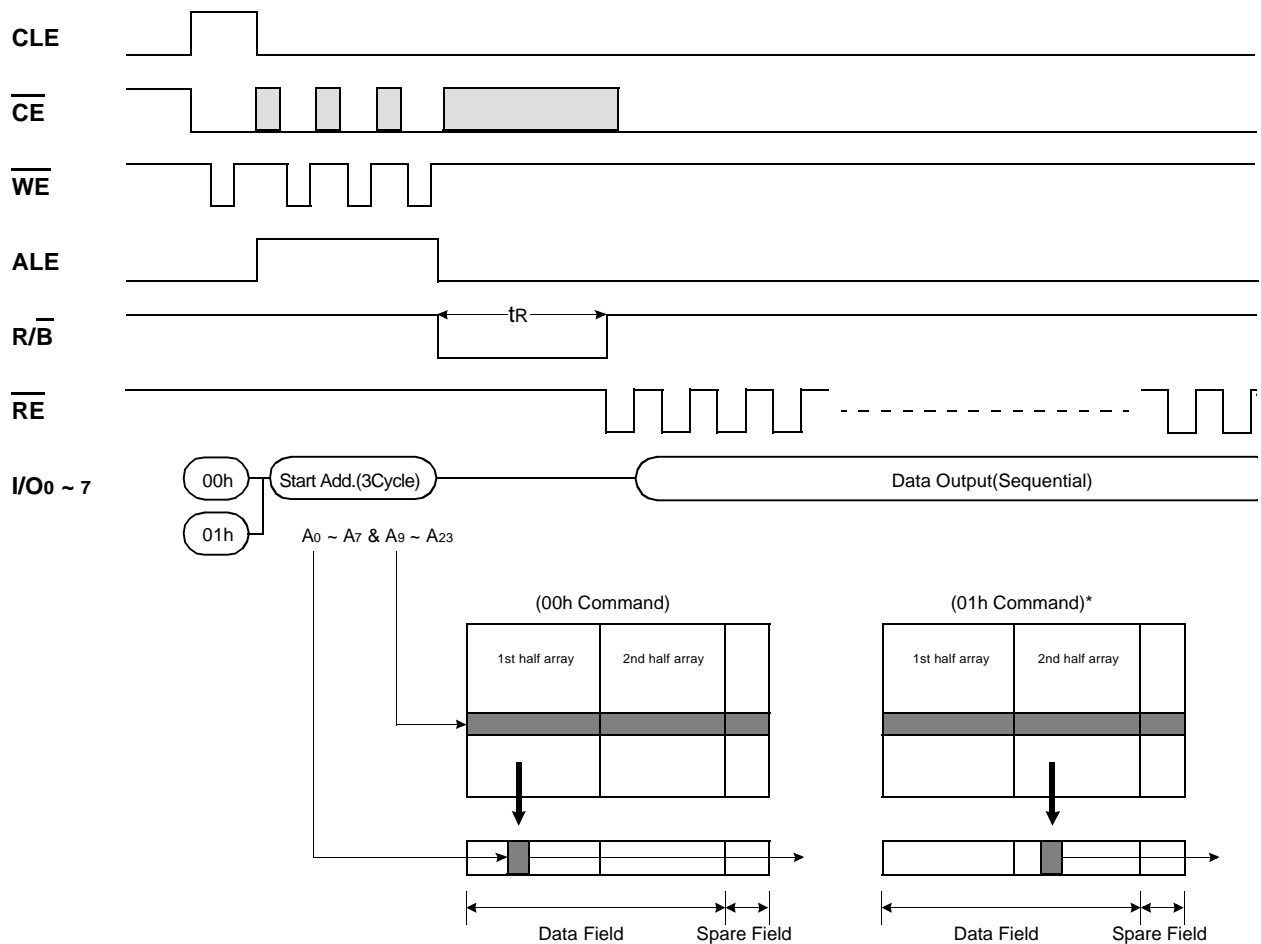 CLE
CE
WE
ALE
R/B
tR
RE
I/O0 ~ 7
00h
Start Add.(3Cycle)
Data Output(Sequential)
01h
A0 ~ A7 & A9 ~ A23
(00h Command)
(01h Command)*
1st half array
2nd half array
1st half array
2nd half array
Data Field
Spare Field
Data Field
Spare Field